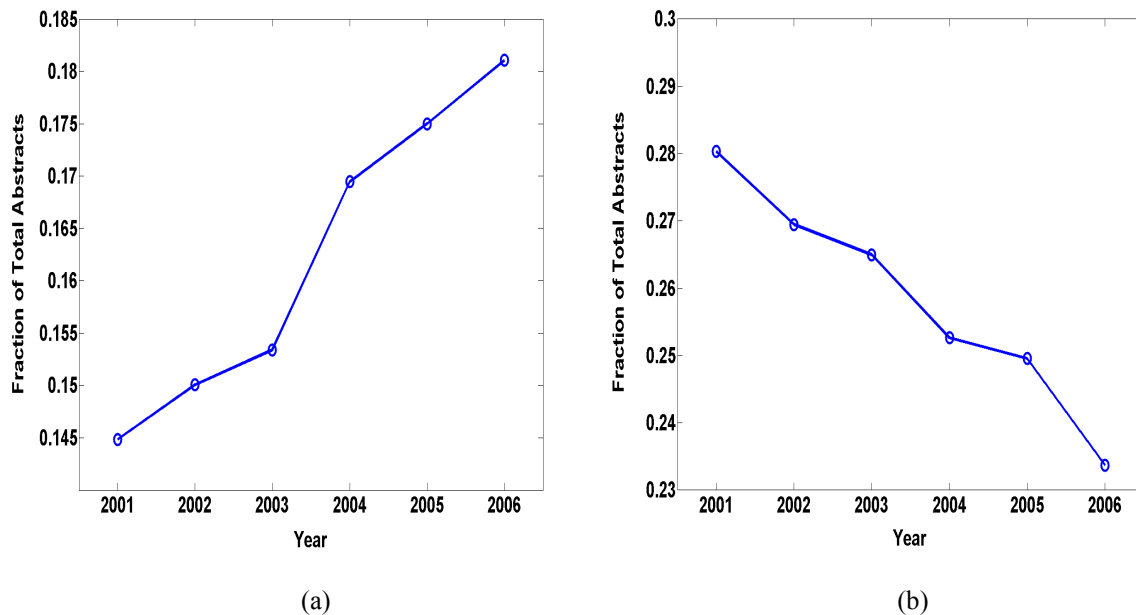 0.185
0.18
0.175
0.17
0.165
0.16
0.155
0.15
0.145
Fraction of Total Abstracts
2001 2002 2003 2004 2005 2006
Year
(a)
0.3
0.29
0.28
0.27
0.26
0.25
0.24
0.23
Fraction of Total Abstracts
2001 2002 2003 2004 2005 2006
Year
(b)